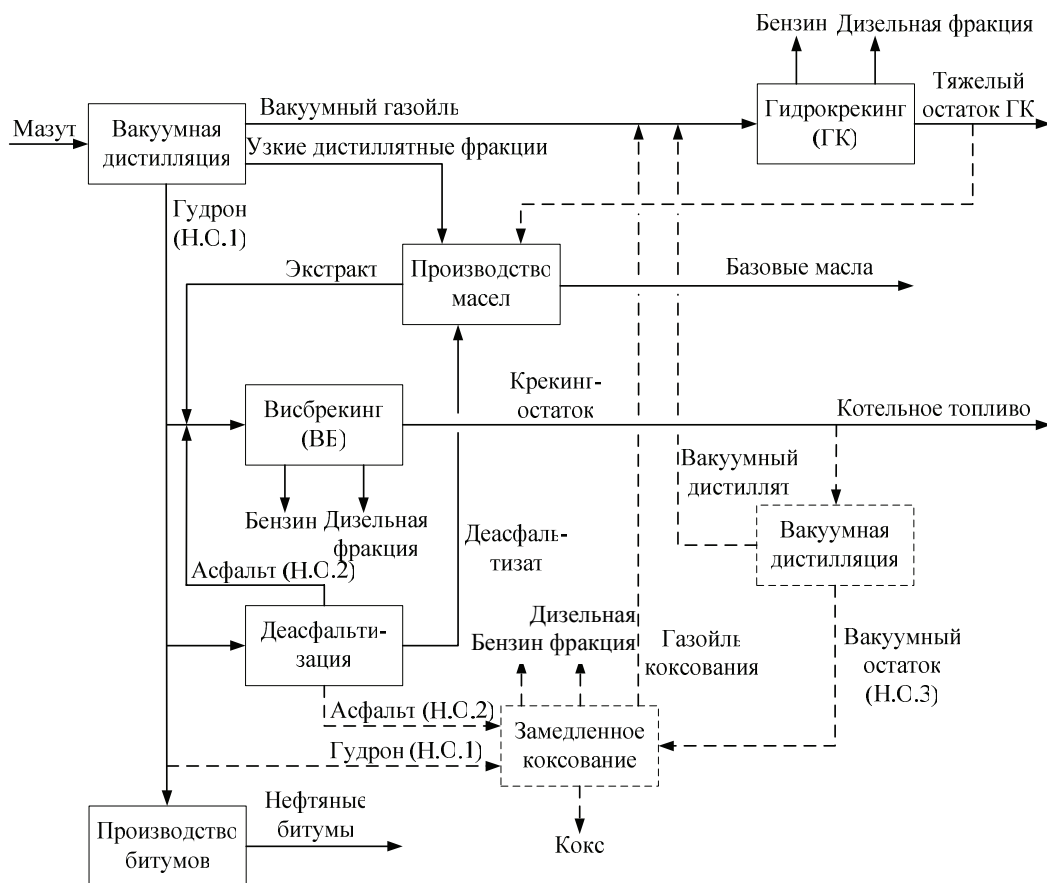 Бензин Дизельная фракция
Мазут
Вакуумная
дистилляция
Вакуумный газойль
Узкие дистиллятные фракции
Гидрокрекинг
(ГК)
Тяжелый
остаток ГК
Гудрон
(Н.С.1)
Экстракт
Производство
масел
Базовые масла
Висбрекинг
(ВБ)
Крекинг-
остаток
Котельное топливо
Бензин Дизельная
фракция
Вакуумный
дистиллят
Вакуумная
дистилляция
Деасфаль-
тизат
Асфальт (Н.С.2)
Деасфальти-
зация
Дизельная
Бензин фракция
Газойль
коксования
Вакуумный
остаток
(Н.С.3)
Асфальт (Н.С.2)
Гудрон (Н.С.1)
Замедленное
коксование
Производство
битумов
Нефтяные
битумы
Кокс